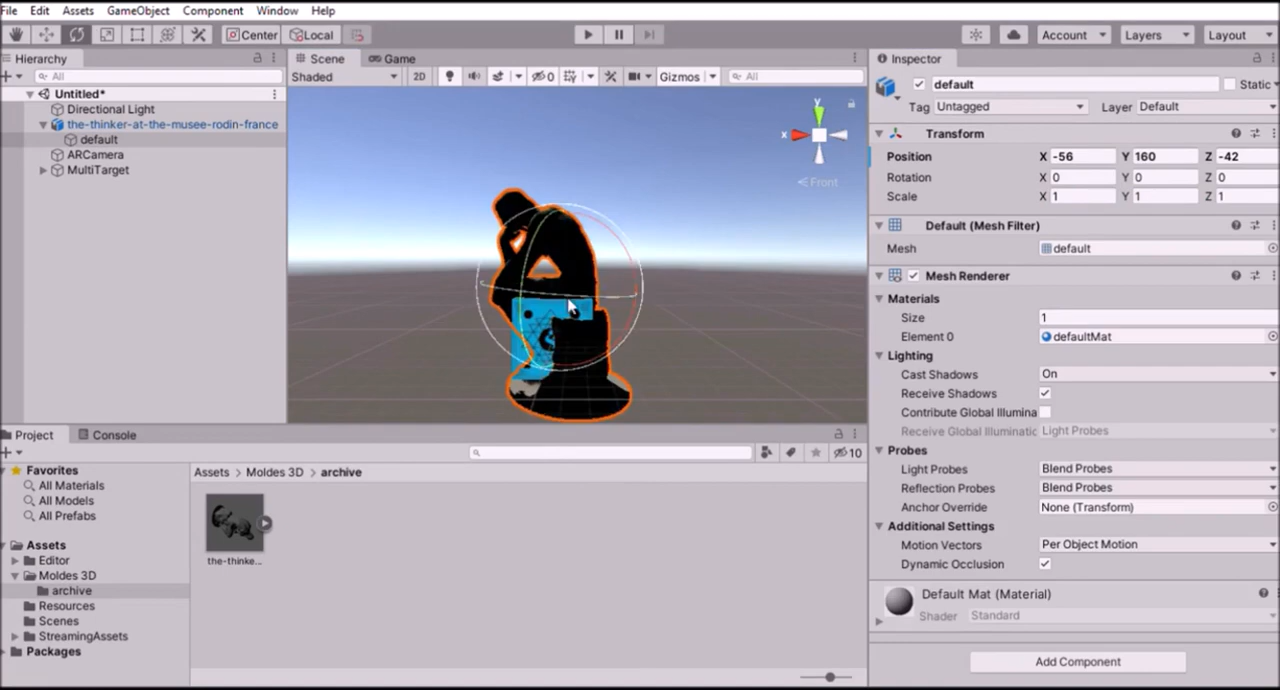 File Edit Assets GameObject Component Window Help
Center Local Account Layers Layout
Hierarchy
All
Untitled*
Directional Light
the-thinker-at-the-musee-rodin-france
default
ARCamera
MultiTarget
Scene Game
Shaded 2D 0 Gizmos All
y
x
Front
Inspector
default Static
Tag Untagged Layer Default
Transform
Position X -56 Y 160 Z -42
Rotation X 0 Y 0 Z 0
Scale X 1 Y 1 Z 1
Default (Mesh Filter)
Mesh default
Mesh Renderer
Materials
Size 1
Element 0 defaultMat
Lighting
Cast Shadows On
Receive Shadows
Contribute Global Illumina
Receive Global Illuminatic Light Probes
Probes
Light Probes Blend Probes
Reflection Probes Blend Probes
Anchor Override None (Transform)
Additional Settings
Motion Vectors Per Object Motion
Dynamic Occlusion
Default Mat (Material)
Shader Standard
Add Component
Project Console
10
Favorites
All Materials
All Models
All Prefabs
Assets
Editor
Moldes 3D
archive
Resources
Scenes
StreamingAssets
Packages
Assets > Moldes 3D > archive
the-thinke...